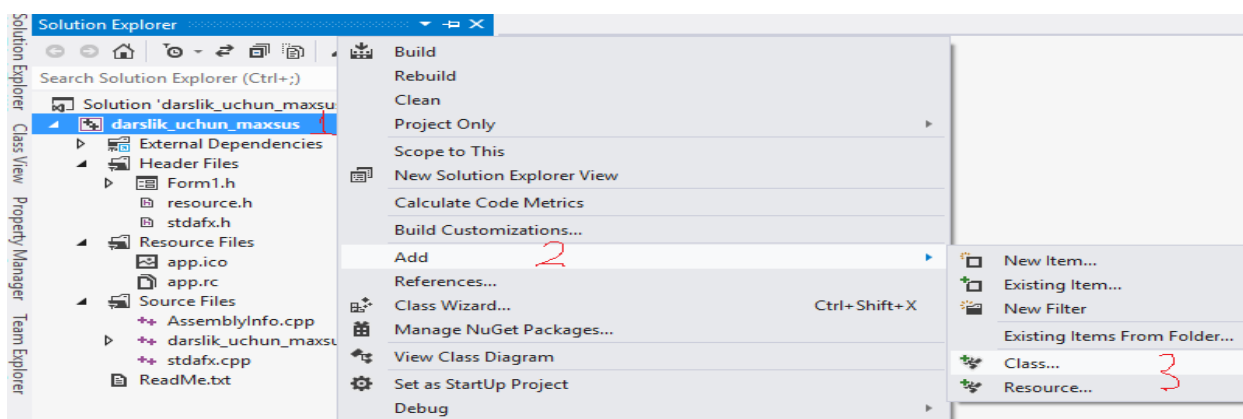 Solution Explorer
Class View
Property Manager
Team Explorer
Solution Explorer
Search Solution Explorer (Ctrl+;)
Solution 'darslik_uchun_maxsu
darslik_uchun_maxsus 1
External Dependencies
Header Files
Form1.h
resource.h
stdafx.h
Resource Files
app.ico
app.rc
Source Files
AssemblyInfo.cpp
darslik_uchun_maxsu
stdafx.cpp
ReadMe.txt
Build
Rebuild
Clean
Project Only
Scope to This
New Solution Explorer View
Calculate Code Metrics
Build Customizations...
Add 2
References...
Class Wizard... Ctrl+Shift+X
Manage NuGet Packages...
View Class Diagram
Set as StartUp Project
Debug
New Item...
Existing Item...
New Filter
Existing Items From Folder...
Class... 3
Resource...